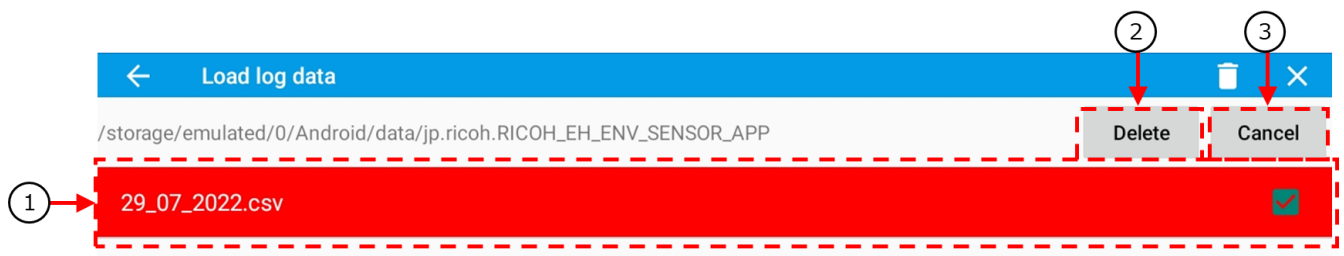 2 3
Load log data
/storage/emulated/0/Android/data/jp.ricoh.RICOH_EH_ENV_SENSOR_APP Delete Cancel
1 29_07_2022.csv